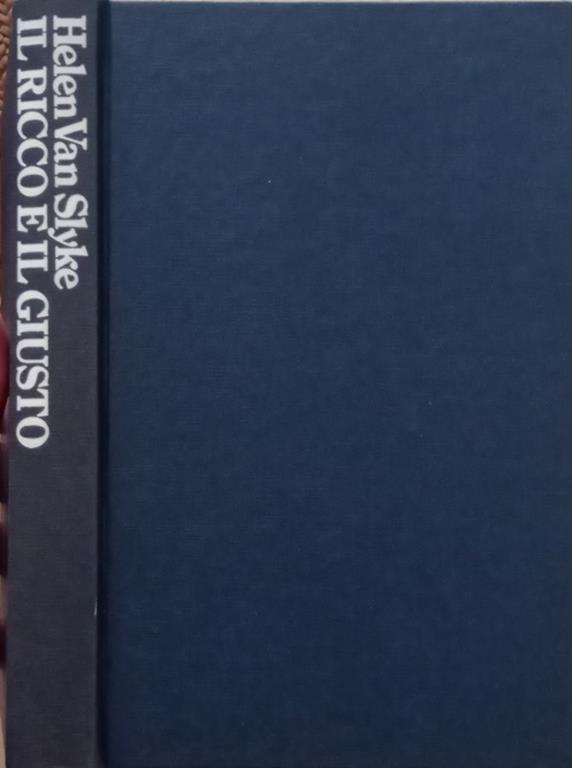 Helen Van Slyke
IL RICCO E IL GIUSTO